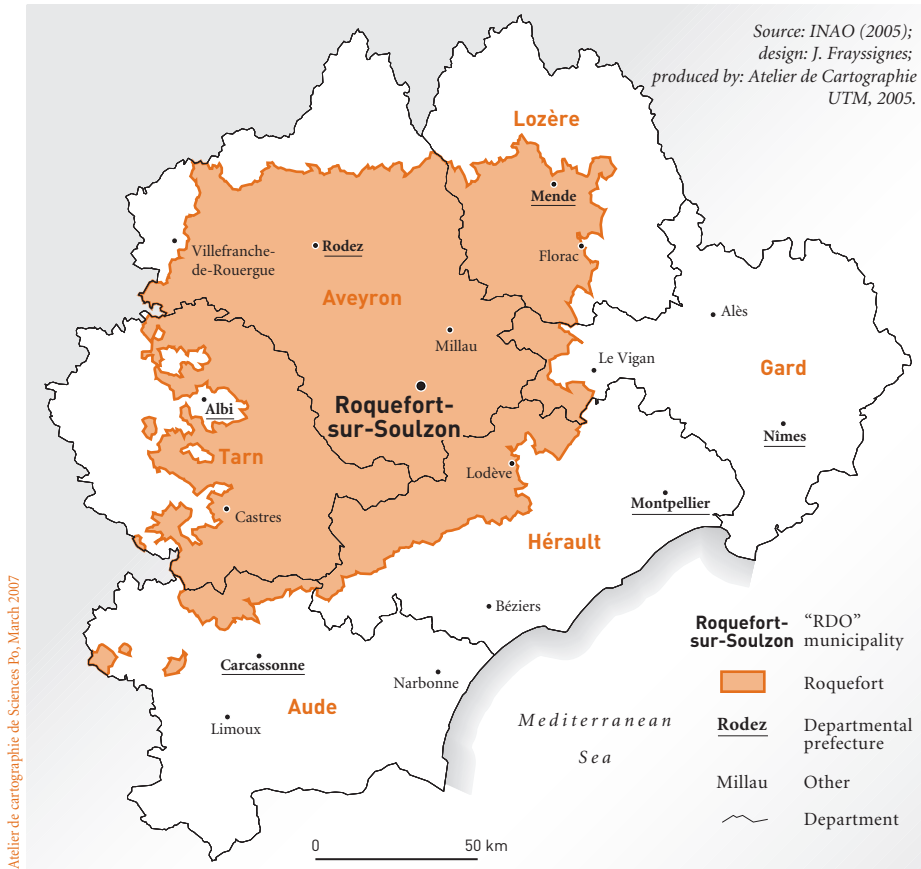 Source: INAO (2005);
design: J. Frayssignes;
produced by: Atelier de Cartographie
UTM, 2005.
Lozère
Mende
Villefranche-
de-Rouergue
Rodez
Florac
Aveyron
Alès
Millau
Le Vigan
Gard
Albi
Roquefort-
sur-Soulzon
Nîmes
Tarn
Lodève
Castres
Montpellier
Hérault
Béziers
Carcassonne
Narbonne
Aude
Limoux
Mediterranean
Sea
Roquefort-
sur-Soulzon
"RDO"
municipality
Roquefort
Rodez
Departmental
prefecture
Millau
Other
Department
0
50 km
Atelier de cartographie de Sciences Po, March 2007